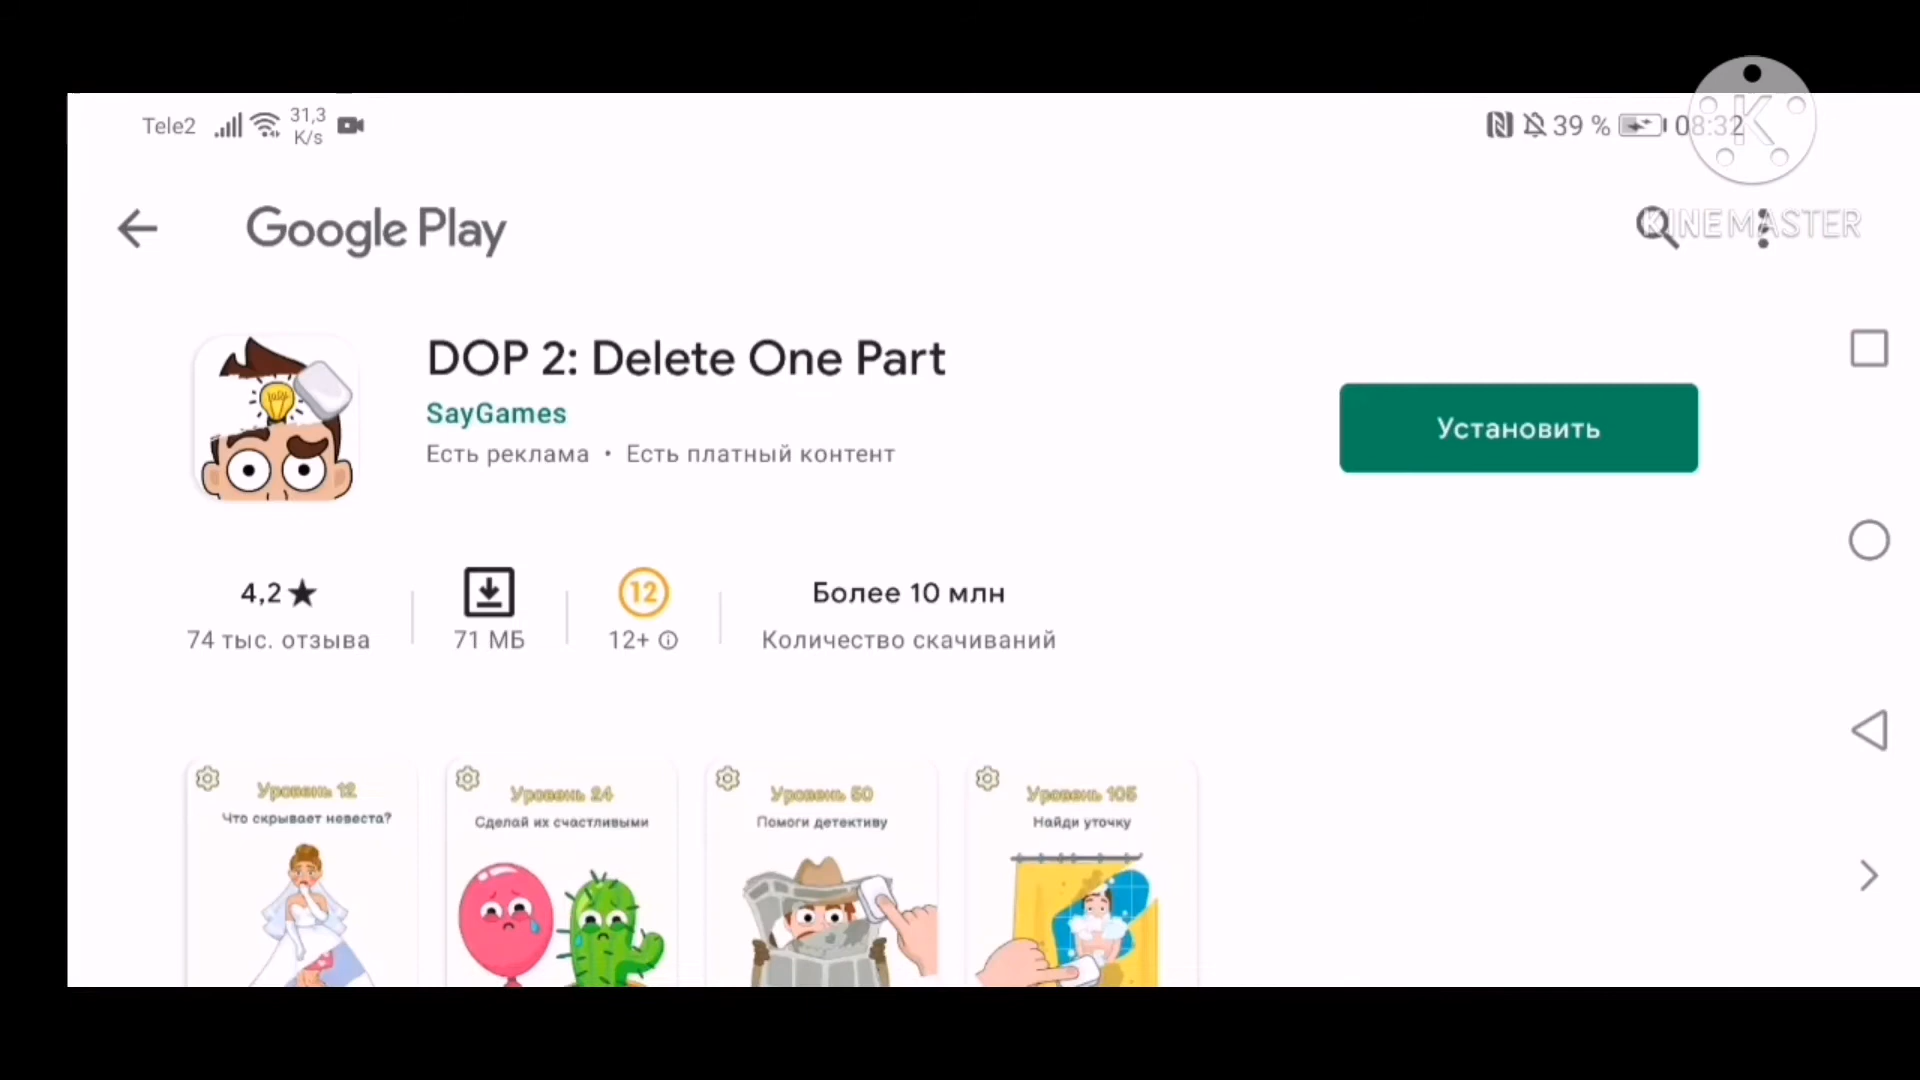 Tele2 31,3 K/s 39 % 08:32
KINEMASTER
Google Play
DOP 2: Delete One Part
SayGames
Есть реклама • Есть платный контент
Установить
4,2★
74 тыс. отзыва
71 МБ
12
12+
Более 10 млн
Количество скачиваний
Уровень 12
Что скрывает невеста?
Уровень 24
Сделай их счастливыми
Уровень 50
Помоги детективу
Уровень 105
Найди уточку